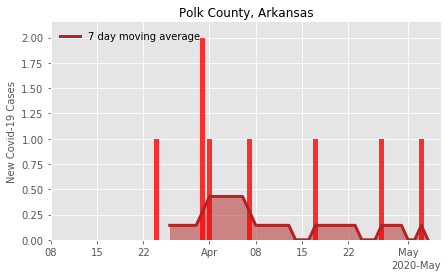 Polk County, Arkansas
7 day moving average
New Covid-19 Cases
2.00
1.75
1.50
1.25
1.00
0.75
0.50
0.25
0.00
08 15 22 Apr 08 15 22 May
2020-May